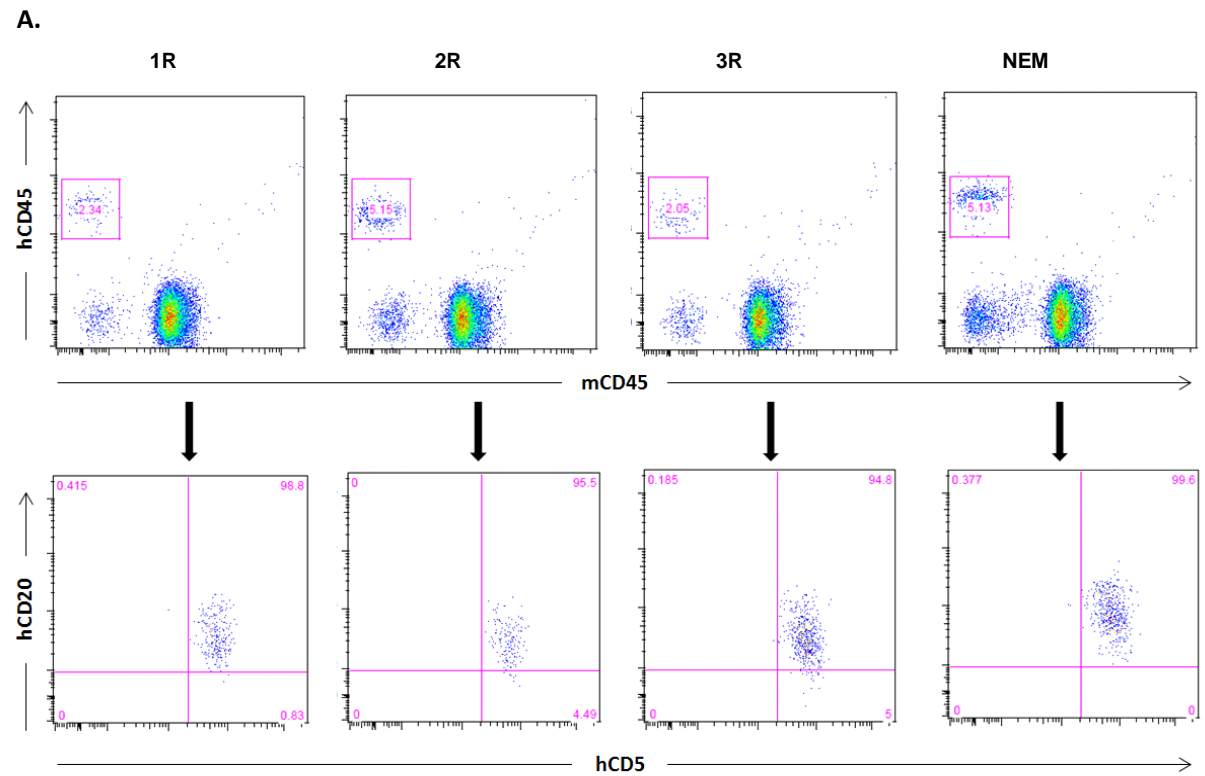 A.
1R 2R 3R NEM
hCD45
2.34 5.15 2.05 5.13
mCD45
0.415 98.8 0 95.5 0.185 94.8 0.377 99.6
hCD20
0 0.83 0 4.49 0 5 0 0
hCD5